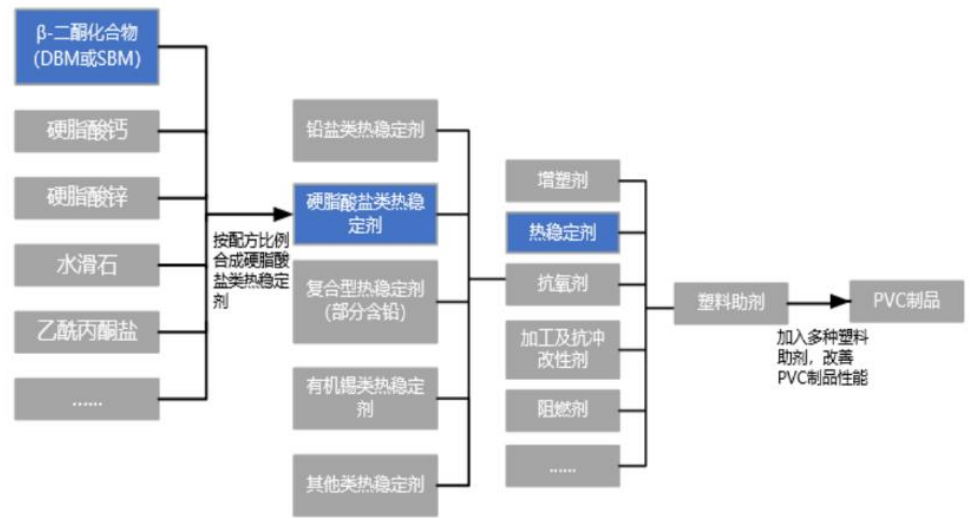 β-二酮化合物
(DBM或SBM)
硬脂酸钙
硬脂酸锌
水滑石
乙酰丙酮盐
......
按配方比例
合成硬脂酸
盐类热稳定
剂
铅盐类热稳定剂
硬脂酸盐类热稳
定剂
复合型热稳定剂
(部分含铅)
有机锡类热稳定
剂
其他类热稳定剂
增塑剂
热稳定剂
抗氧剂
加工及抗冲
改性剂
阻燃剂
......
塑料助剂
加入多种塑料
助剂，改善
PVC制品性能
PVC制品